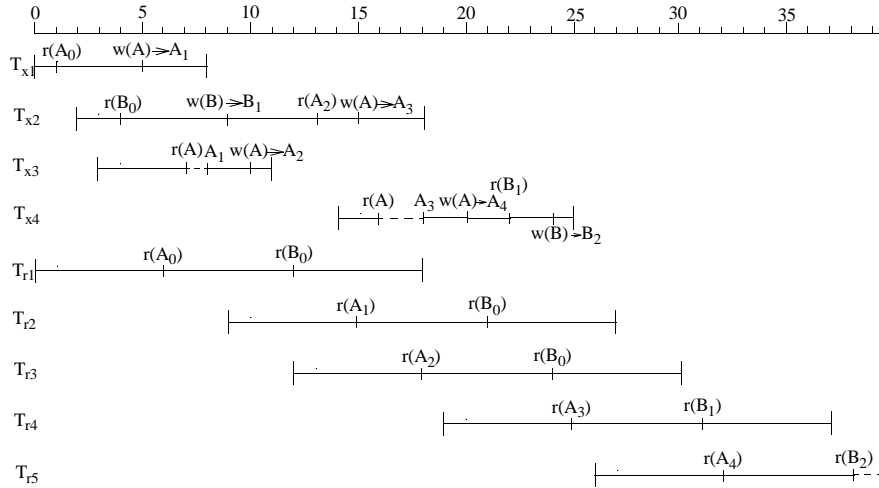 0 5 10 15 20 25 30 35
Tx1 r(A0) w(A)→A1
Tx2 r(B0) w(B)→B1 r(A2) w(A)→A3
Tx3 r(A) A1 w(A)→A2
Tx4 r(A) A3 w(A)→A4 r(B1) w(B)→B2
Tr1 r(A0) r(B0)
Tr2 r(A1) r(B0)
Tr3 r(A2) r(B0)
Tr4 r(A3) r(B1)
Tr5 r(A4) r(B2)